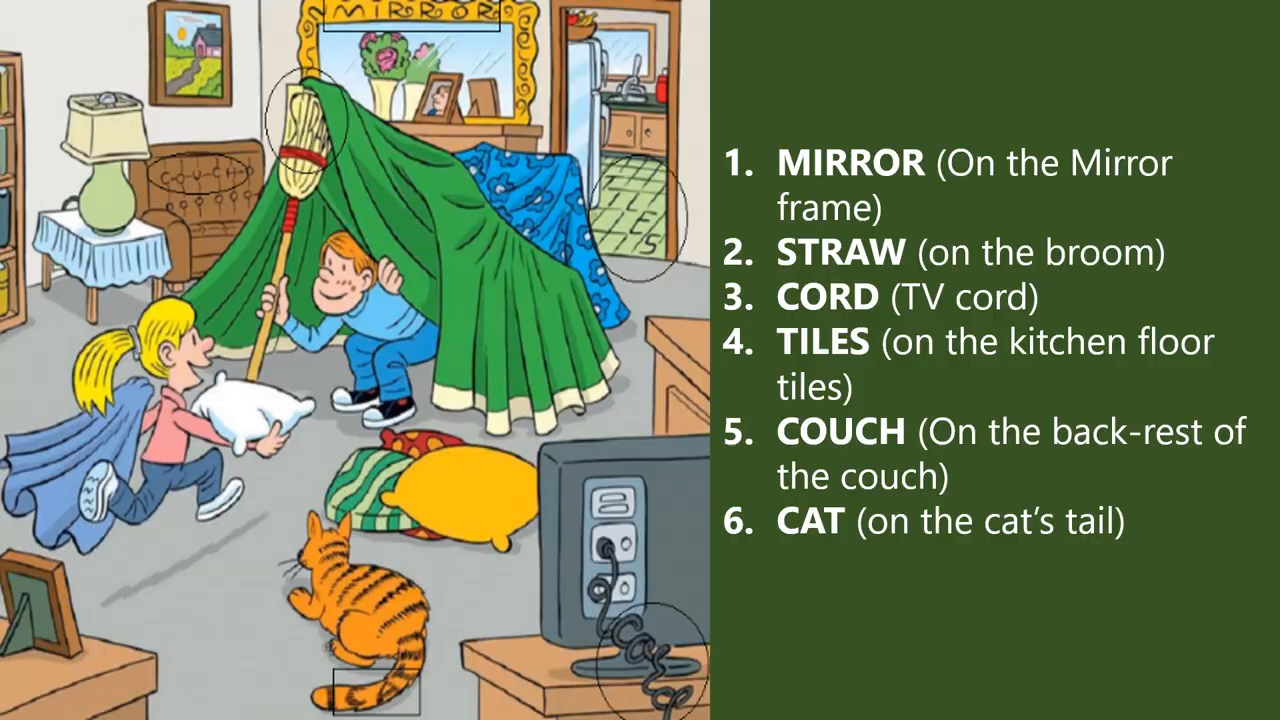 MIRROR
STRAW
C-O-U-C-H
TILES
1. MIRROR (On the Mirror
frame)
2. STRAW (on the broom)
3. CORD (TV cord)
4. TILES (on the kitchen floor
tiles)
5. COUCH (On the back-rest of
the couch)
6. CAT (on the cat’s tail)